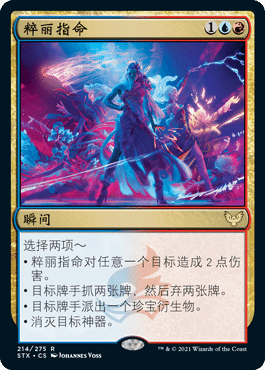 粹丽指命
1
瞬间
选择两项～
• 粹丽指命对任意一个目标造成2点伤
害。
• 目标牌手抓两张牌，然后弃两张牌。
• 目标牌手派出一个珍宝衍生物。
• 消灭目标神器。
214/275 R
STX • CS Johannes Voss
™ & © 2021 Wizards of the Coast